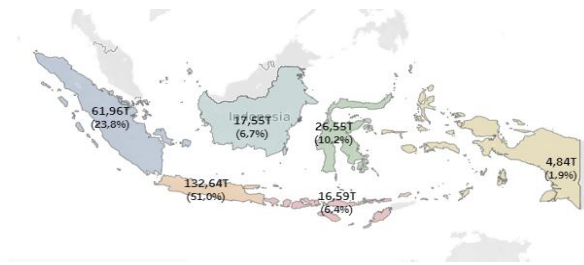 61,96T
(23,8%)
Indonesia
17,55T
(6,7%)
26,55T
(10,2%)
4,84T
(1,9%)
132,64T
(51,0%)
16,59T
(6,4%)